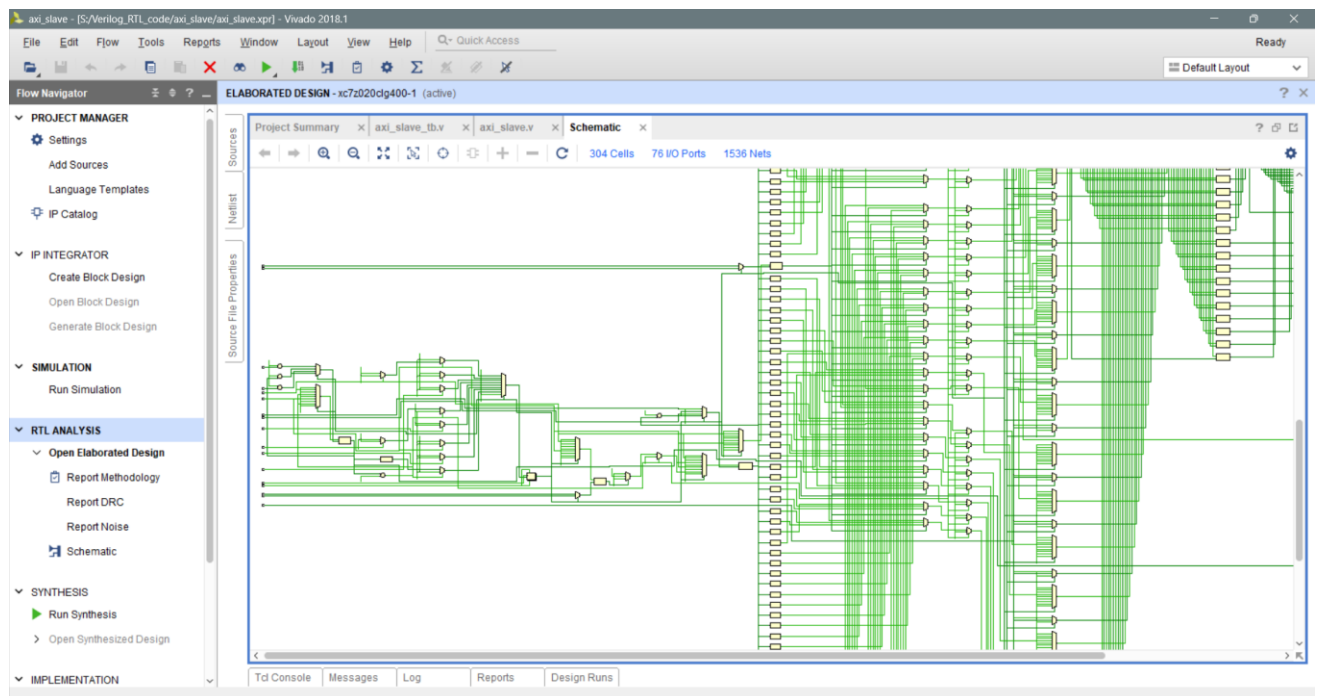 axi_slave - [S:/Verilog_RTL_code/axi_slave/axi_slave.xpr] - Vivado 2018.1
File Edit Flow Tools Reports Window Layout View Help Q- Quick Access Ready
Default Layout
Flow Navigator
ELABORATED DESIGN - xc7z020clg400-1 (active)
PROJECT MANAGER
Settings
Add Sources
Language Templates
IP Catalog
IP INTEGRATOR
Create Block Design
Open Block Design
Generate Block Design
SIMULATION
Run Simulation
RTL ANALYSIS
Open Elaborated Design
Report Methodology
Report DRC
Report Noise
Schematic
SYNTHESIS
Run Synthesis
Open Synthesized Design
IMPLEMENTATION
Sources
Netlist
Source File Properties
Project Summary axi_slave_tb.v axi_slave.v Schematic
304 Cells 76 I/O Ports 1536 Nets
Tcl Console Messages Log Reports Design Runs